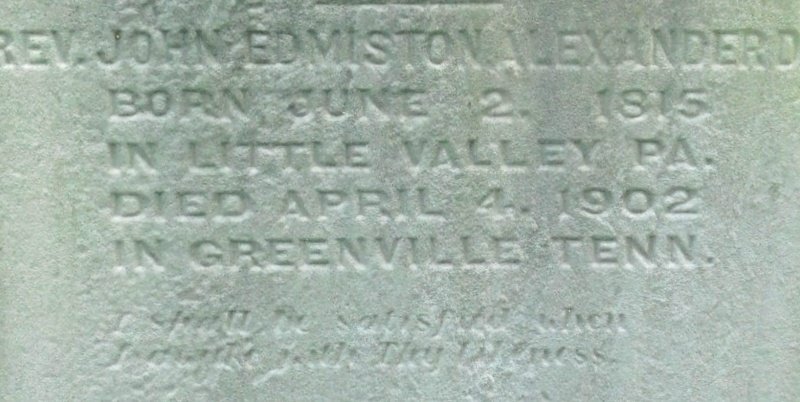 REV. JOHN EDMISTON ALEXANDER D
BORN JUNE 2. 1815
IN LITTLE VALLEY PA.
DIED APRIL 4. 1902
IN GREENVILLE TENN.
I shall be satisfied when
I awake with Thy Likness.